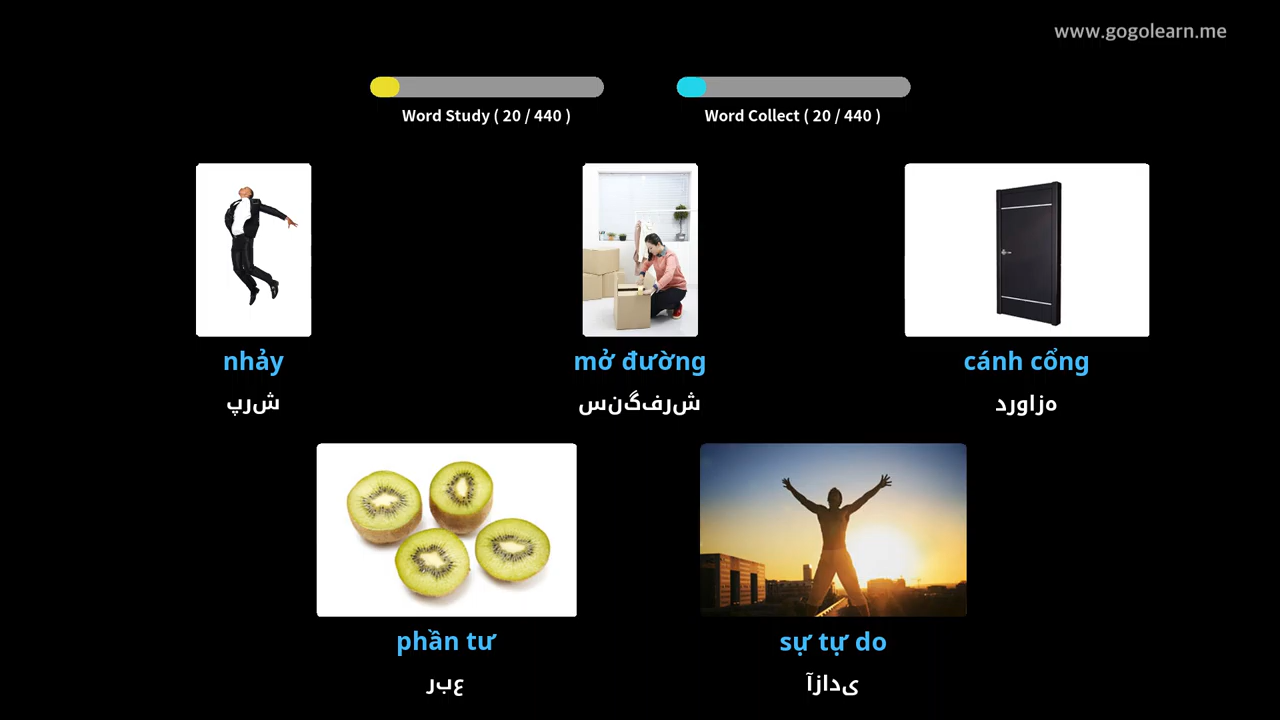 www.gogolearn.me
Word Study ( 20 / 440 )
Word Collect ( 20 / 440 )
nhảy
mở đường
cánh cổng
پرش
سنگفرش
دروازه
phần tư
sự tự do
ربع
آزادی